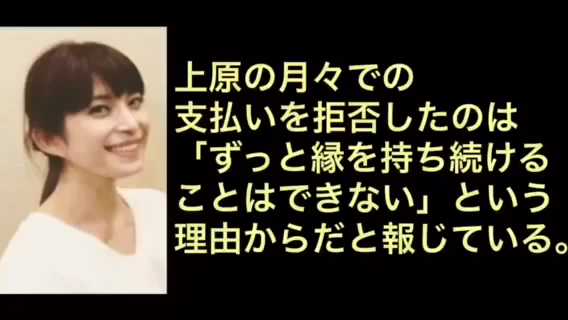 上原の月々での
支払いを拒否したのは
「ずっと縁を持ち続ける
ことはできない」という
理由からだと報じている。